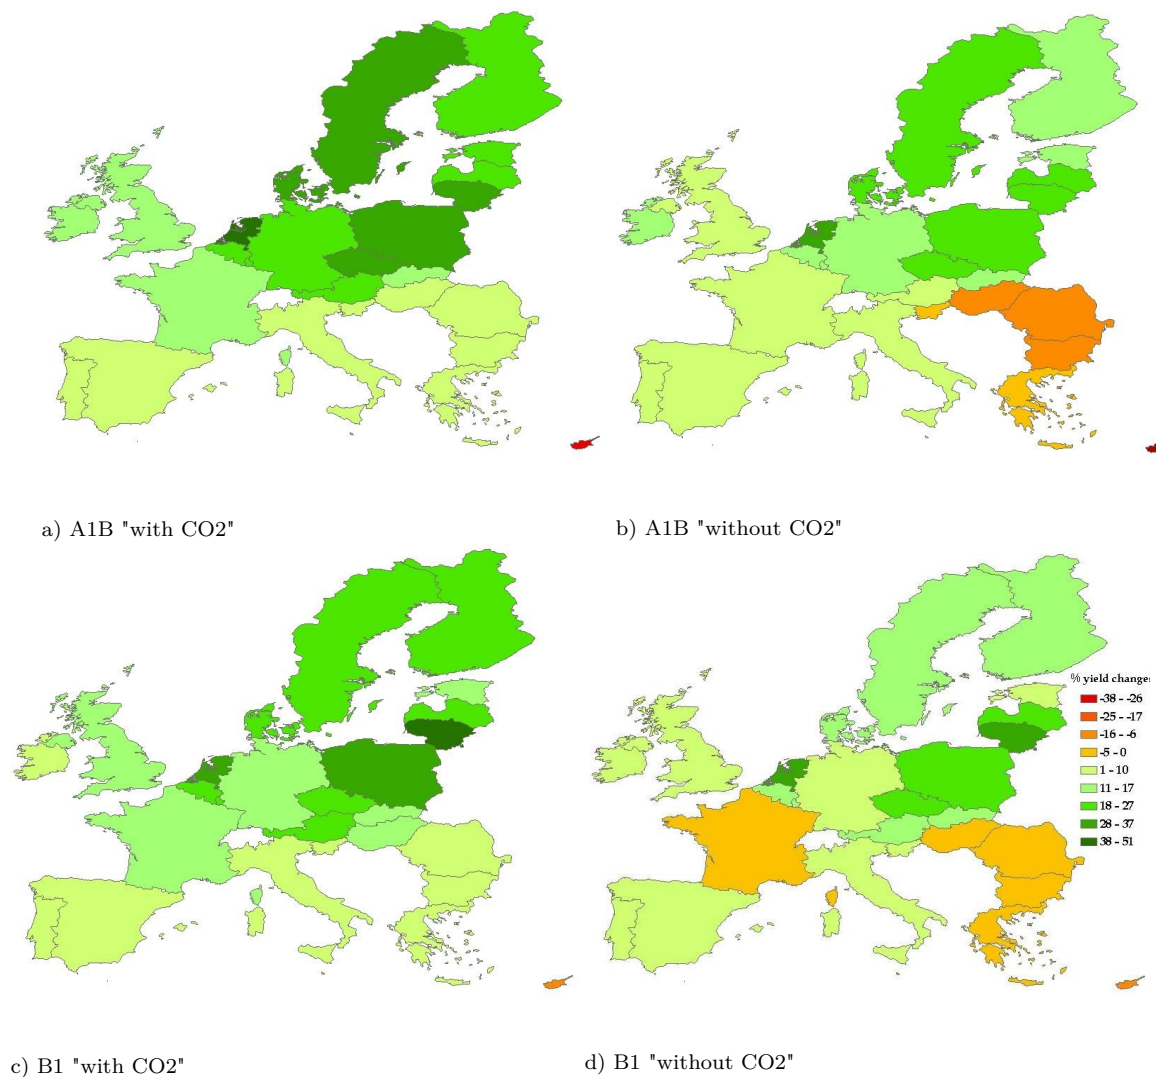 a) A1B "with CO2"
b) A1B "without CO2"
% yield changes
-38 - -26
-25 - -17
-16 - -6
-5 - 0
1 - 10
11 - 17
18 - 27
28 - 37
38 - 51
c) B1 "with CO2"
d) B1 "without CO2"